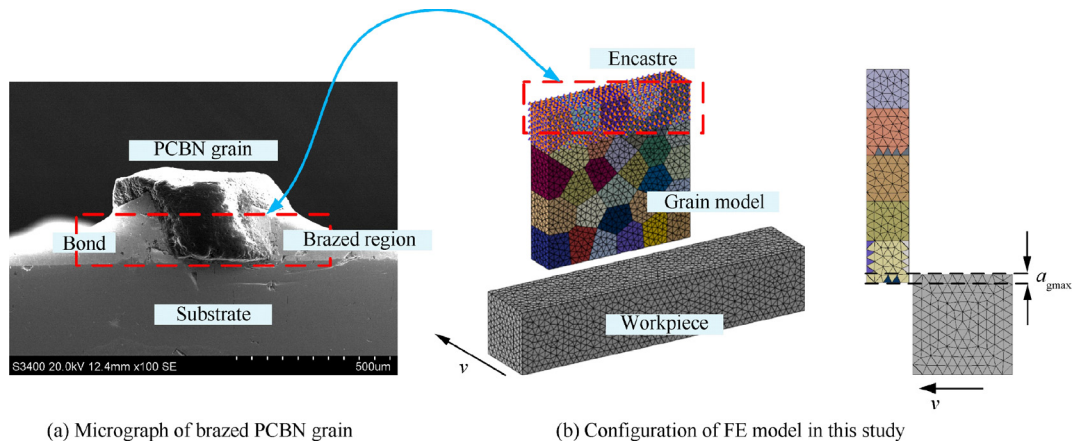 PCBN grain
Bond
Brazed region
Substrate
S3400 20.0kV 12.4mm x100 SE
500um
Encastre
Grain model
Workpiece
v
a gmax
v
(a) Micrograph of brazed PCBN grain
(b) Configuration of FE model in this study